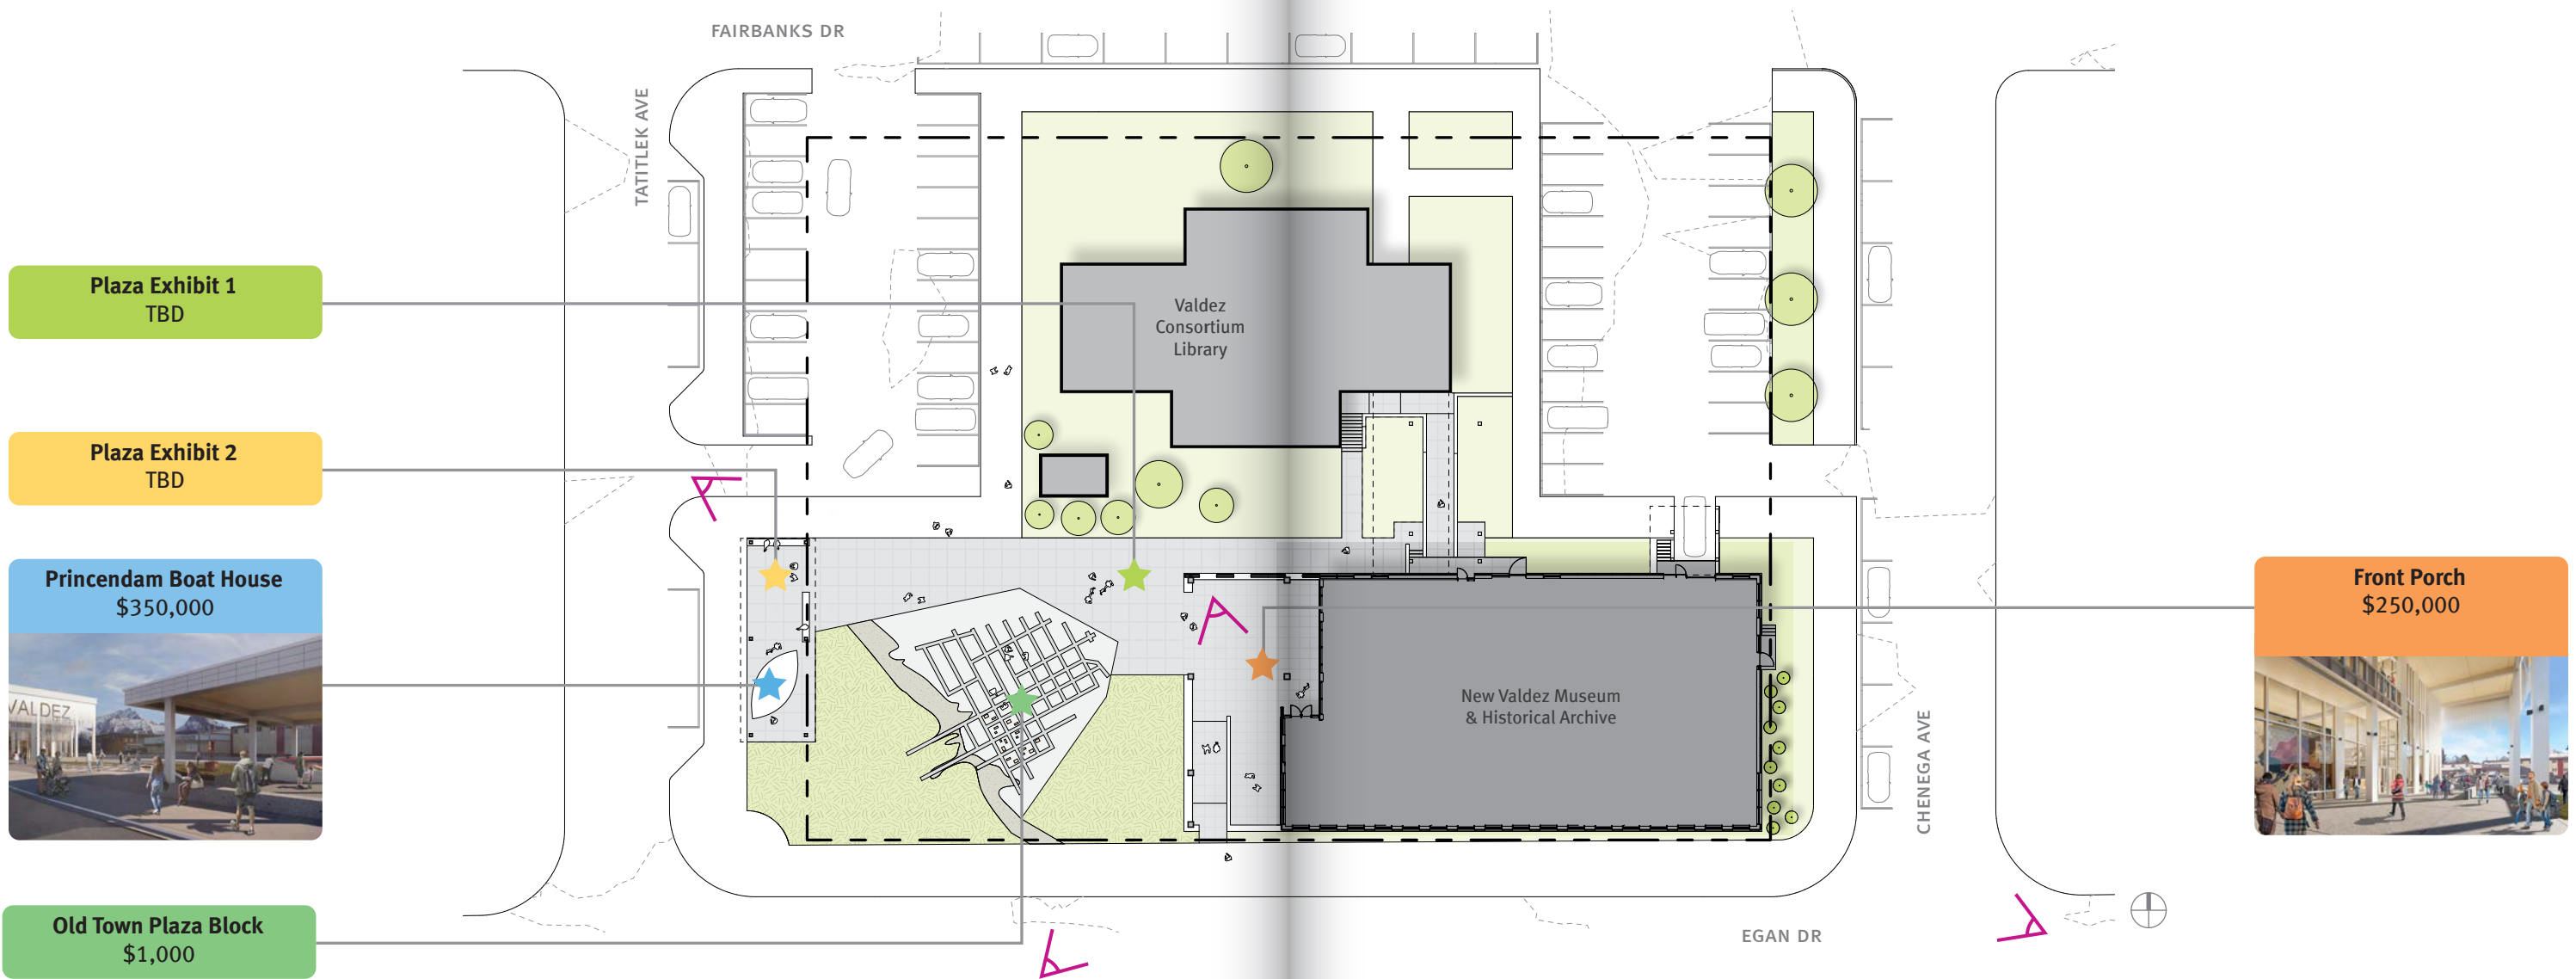 FAIRBANKS DR
TATITLEK AVE
Plaza Exhibit 1
TBD
Valdez
Consortium
Library
Plaza Exhibit 2
TBD
Princendam Boat House
$350,000
VALDEZ
Front Porch
$250,000
New Valdez Museum
& Historical Archive
CHENEGA AVE
Old Town Plaza Block
$1,000
EGAN DR